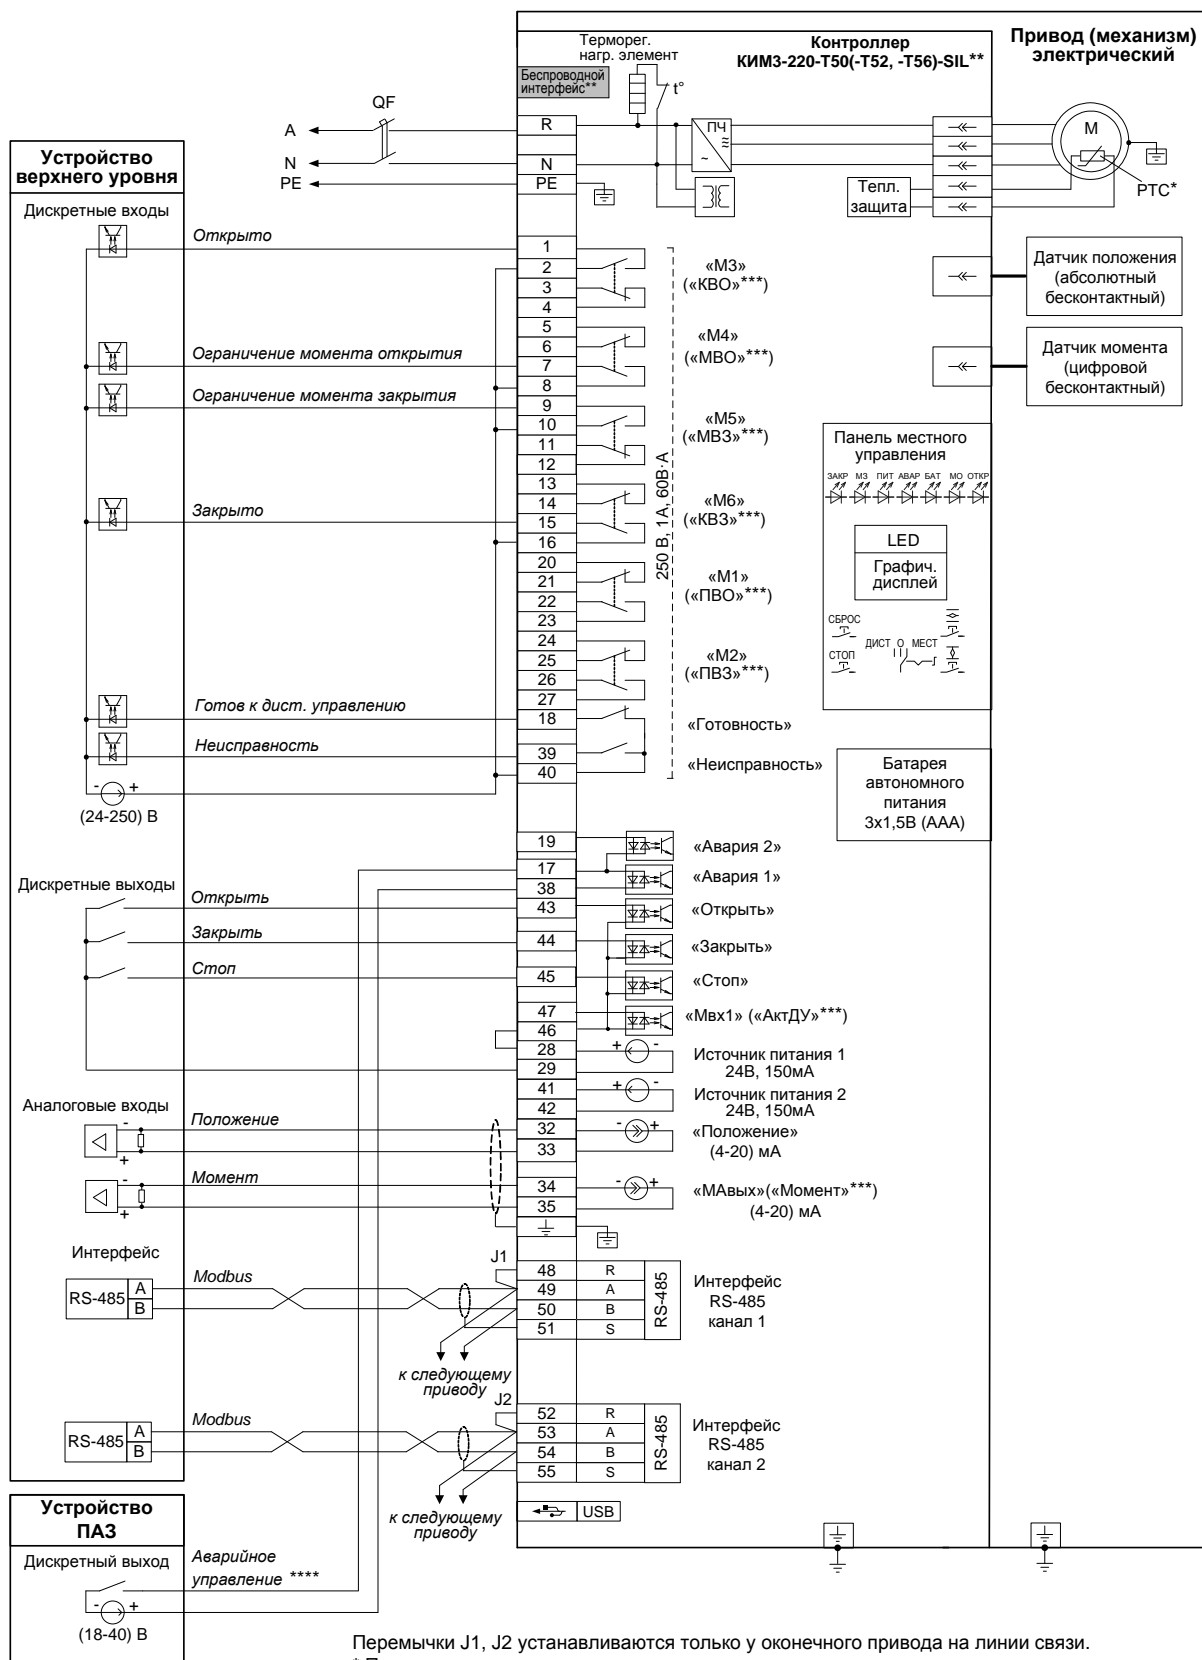 Привод (механизм)
электрический
Контроллер
КИМ3-220-Т50(-Т52, -Т56)-SIL**
Терморег.
нагр. элемент
Беспроводной
интерфейс**
t°
QF
A
N
PE
R
N
PE
ПЧ
~
Тепл.
защита
М
РТС*
Устройство
верхнего уровня
Дискретные входы
Открыто
Ограничение момента открытия
Ограничение момента закрытия
Закрыто
Готов к дист. управлению
Неисправность
- +
(24-250) В
1
2
3
4
5
6
7
8
9
10
11
12
13
14
15
16
20
21
22
23
24
25
26
27
18
39
40
«М3»
(«КВО»***)
«М4»
(«МВО»***)
«М5»
(«МВЗ»***)
«М6»
(«КВЗ»***)
«М1»
(«ПВО»***)
«М2»
(«ПВЗ»***)
«Готовность»
«Неисправность»
250 В, 1А, 60В·А
Датчик положения
(абсолютный
бесконтактный)
Датчик момента
(цифровой
бесконтактный)
Панель местного
управления
ЗАКР МЗ ПИТ АВАР БАТ МО ОТКР
LED
Графич.
дисплей
СБРОС
СТОП
ДИСТ О МЕСТ
Батарея
автономного
питания
3х1,5В (ААА)
Дискретные выходы
Открыть
Закрыть
Стоп
19
17
38
43
44
45
47
46
28
29
41
42
32
33
34
35
«Авария 2»
«Авария 1»
«Открыть»
«Закрыть»
«Стоп»
«Мвх1» («АктДУ»***)
+ -
Источник питания 1
24В, 150мА
+ -
Источник питания 2
24В, 150мА
- +
«Положение»
(4-20) мА
- +
«МАвых»(«Момент»***)
(4-20) мА
Аналоговые входы
Положение
-
+
Момент
-
+
Интерфейс
RS-485
A
B
Modbus
J1
48 R
49 A
50 B
51 S
RS-485
Интерфейс
RS-485
канал 1
к следующему
приводу
RS-485
A
B
Modbus
J2
52 R
53 A
54 B
55 S
RS-485
Интерфейс
RS-485
канал 2
к следующему
приводу
USB
Устройство
ПАЗ
Дискретный выход
Аварийное
управление ****
- +
(18-40) В
Перемычки J1, J2 устанавливаются только у оконечного привода на линии связи.